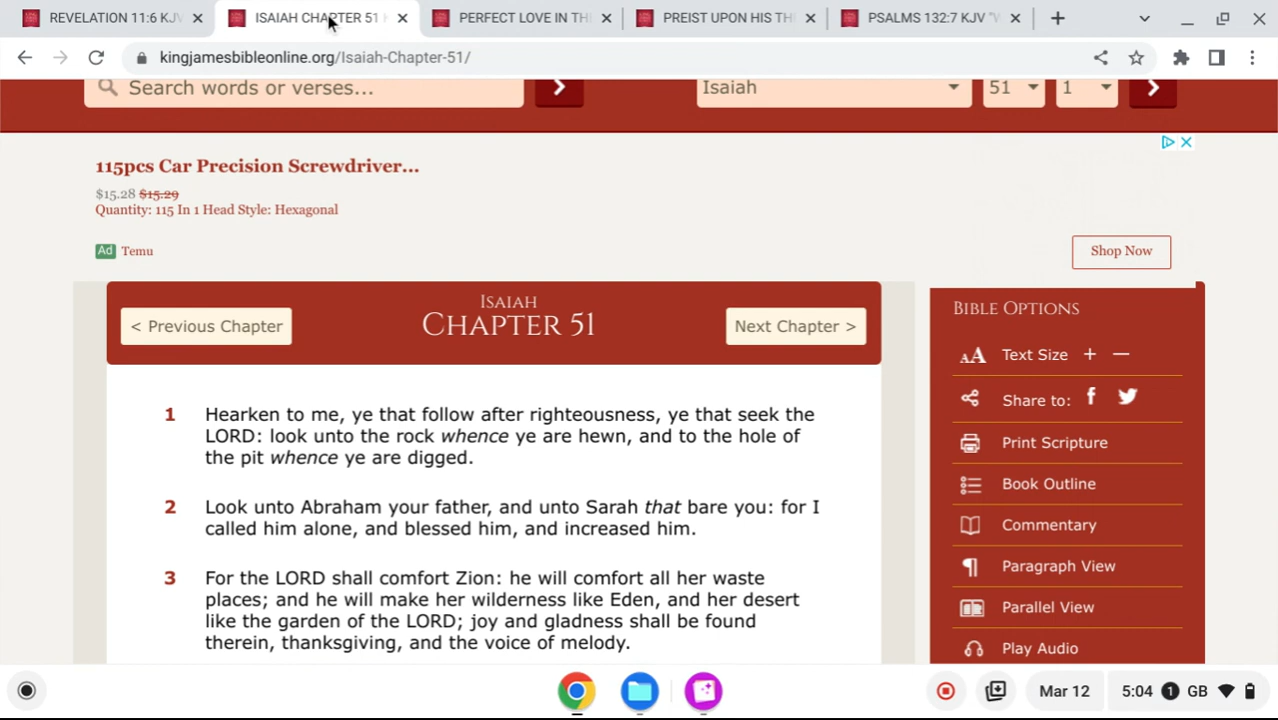 REVELATION 11:6 KJV
ISAIAH CHAPTER 51
PERFECT LOVE IN TH
PREIST UPON HIS TH
PSALMS 132:7 KJV "W
kingjamesbibleonline.org/Isaiah-Chapter-51/
Search words or verses...
Isaiah
51
1
115pcs Car Precision Screwdriver...
$15.28 $15.29
Quantity: 115 In 1 Head Style: Hexagonal
Ad Temu
Shop Now
< Previous Chapter
ISAIAH
CHAPTER 51
Next Chapter >
1 Hearken to me, ye that follow after righteousness, ye that seek the
LORD: look unto the rock whence ye are hewn, and to the hole of
the pit whence ye are digged.
2 Look unto Abraham your father, and unto Sarah that bare you: for I
called him alone, and blessed him, and increased him.
3 For the LORD shall comfort Zion: he will comfort all her waste
places; and he will make her wilderness like Eden, and her desert
like the garden of the LORD; joy and gladness shall be found
therein, thanksgiving, and the voice of melody.
BIBLE OPTIONS
AA Text Size + −
Share to: f
Print Scripture
Book Outline
Commentary
¶ Paragraph View
Parallel View
Play Audio
Mar 12
5:04 1 GB